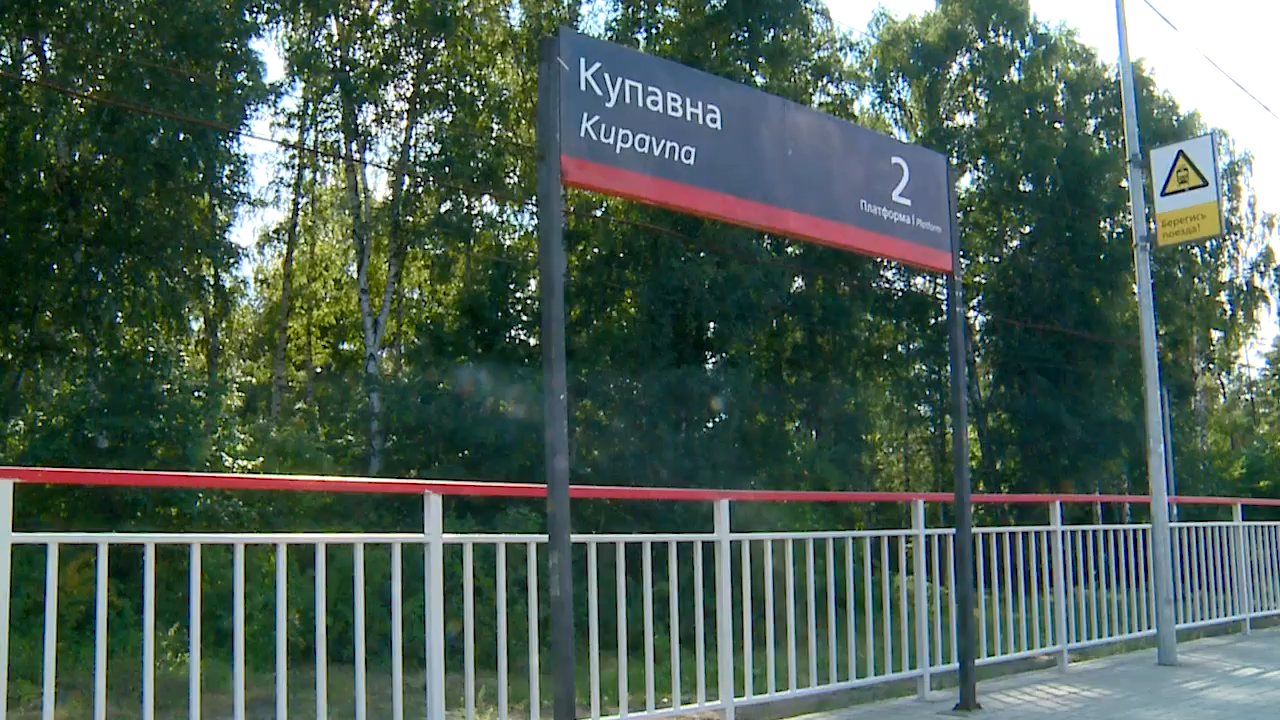 Купавна
Kupavna
2
Платформа | Platform
Берегись
поезда!